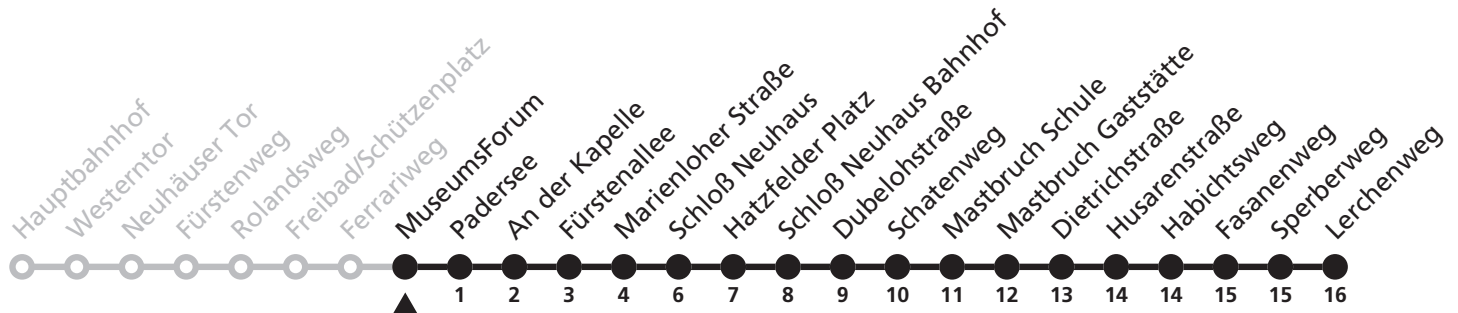 Hauptbahnhof
Westerntor
Neuhäuser Tor
Fürstenweg
Rolandsweg
Freibad/Schützenplatz
Ferrariweg
MuseumsForum
Padersee
An der Kapelle
Fürstenallee
Marienloher Straße
Schloß Neuhaus
Hatzfelder Platz
Schloß Neuhaus Bahnhof
Dubelohstraße
Schatenweg
Mastbruch Schule
Mastbruch Gaststätte
Dietrichstraße
Husarenstraße
Habichtsweg
Fasanenweg
Sperberweg
Lerchenweg
1 2 3 4 6 7 8 9 10 11 12 13 14 14 15 15 16